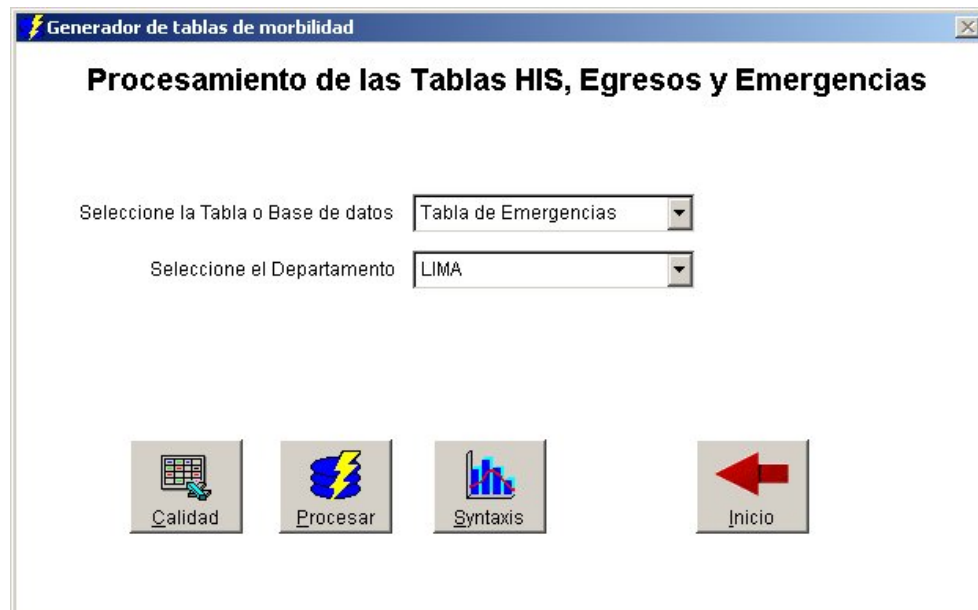 Generador de tablas de morbilidad
Procesamiento de las Tablas HIS, Egresos y Emergencias
Seleccione la Tabla o Base de datos Tabla de Emergencias
Seleccione el Departamento LIMA
Calidad Procesar Syntaxis Inicio